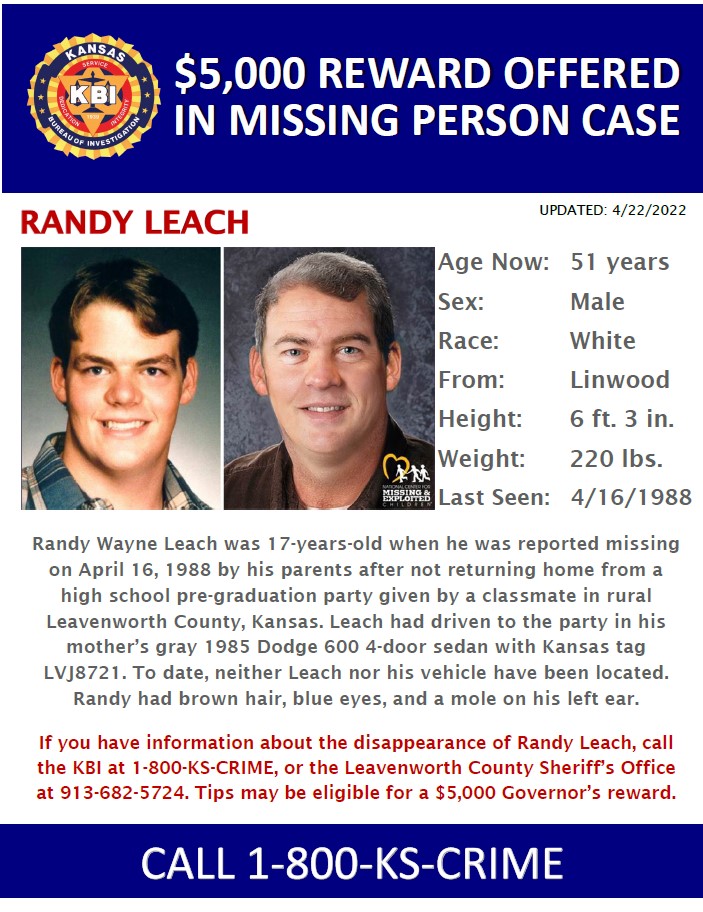 KANSAS
SERVICE
KBI
DEDICATION
INTEGRITY
BUREAU OF INVESTIGATION
$5,000 REWARD OFFERED
IN MISSING PERSON CASE
RANDY LEACH
UPDATED: 4/22/2022
Age Now: 51 years
Sex: Male
Race: White
From: Linwood
Height: 6 ft. 3 in.
Weight: 220 lbs.
Last Seen: 4/16/1988
NATIONAL CENTER FOR
MISSING &
EXPLOITED
CHILDREN
Randy Wayne Leach was 17-years-old when he was reported missing
on April 16, 1988 by his parents after not returning home from a
high school pre-graduation party given by a classmate in rural
Leavenworth County, Kansas. Leach had driven to the party in his
mother's gray 1985 Dodge 600 4-door sedan with Kansas tag
LVJ8721. To date, neither Leach nor his vehicle have been located.
Randy had brown hair, blue eyes, and a mole on his left ear.
If you have information about the disappearance of Randy Leach, call
the KBI at 1-800-KS-CRIME, or the Leavenworth County Sheriff's Office
at 913-682-5724. Tips may be eligible for a $5,000 Governor's reward.
CALL 1-800-KS-CRIME